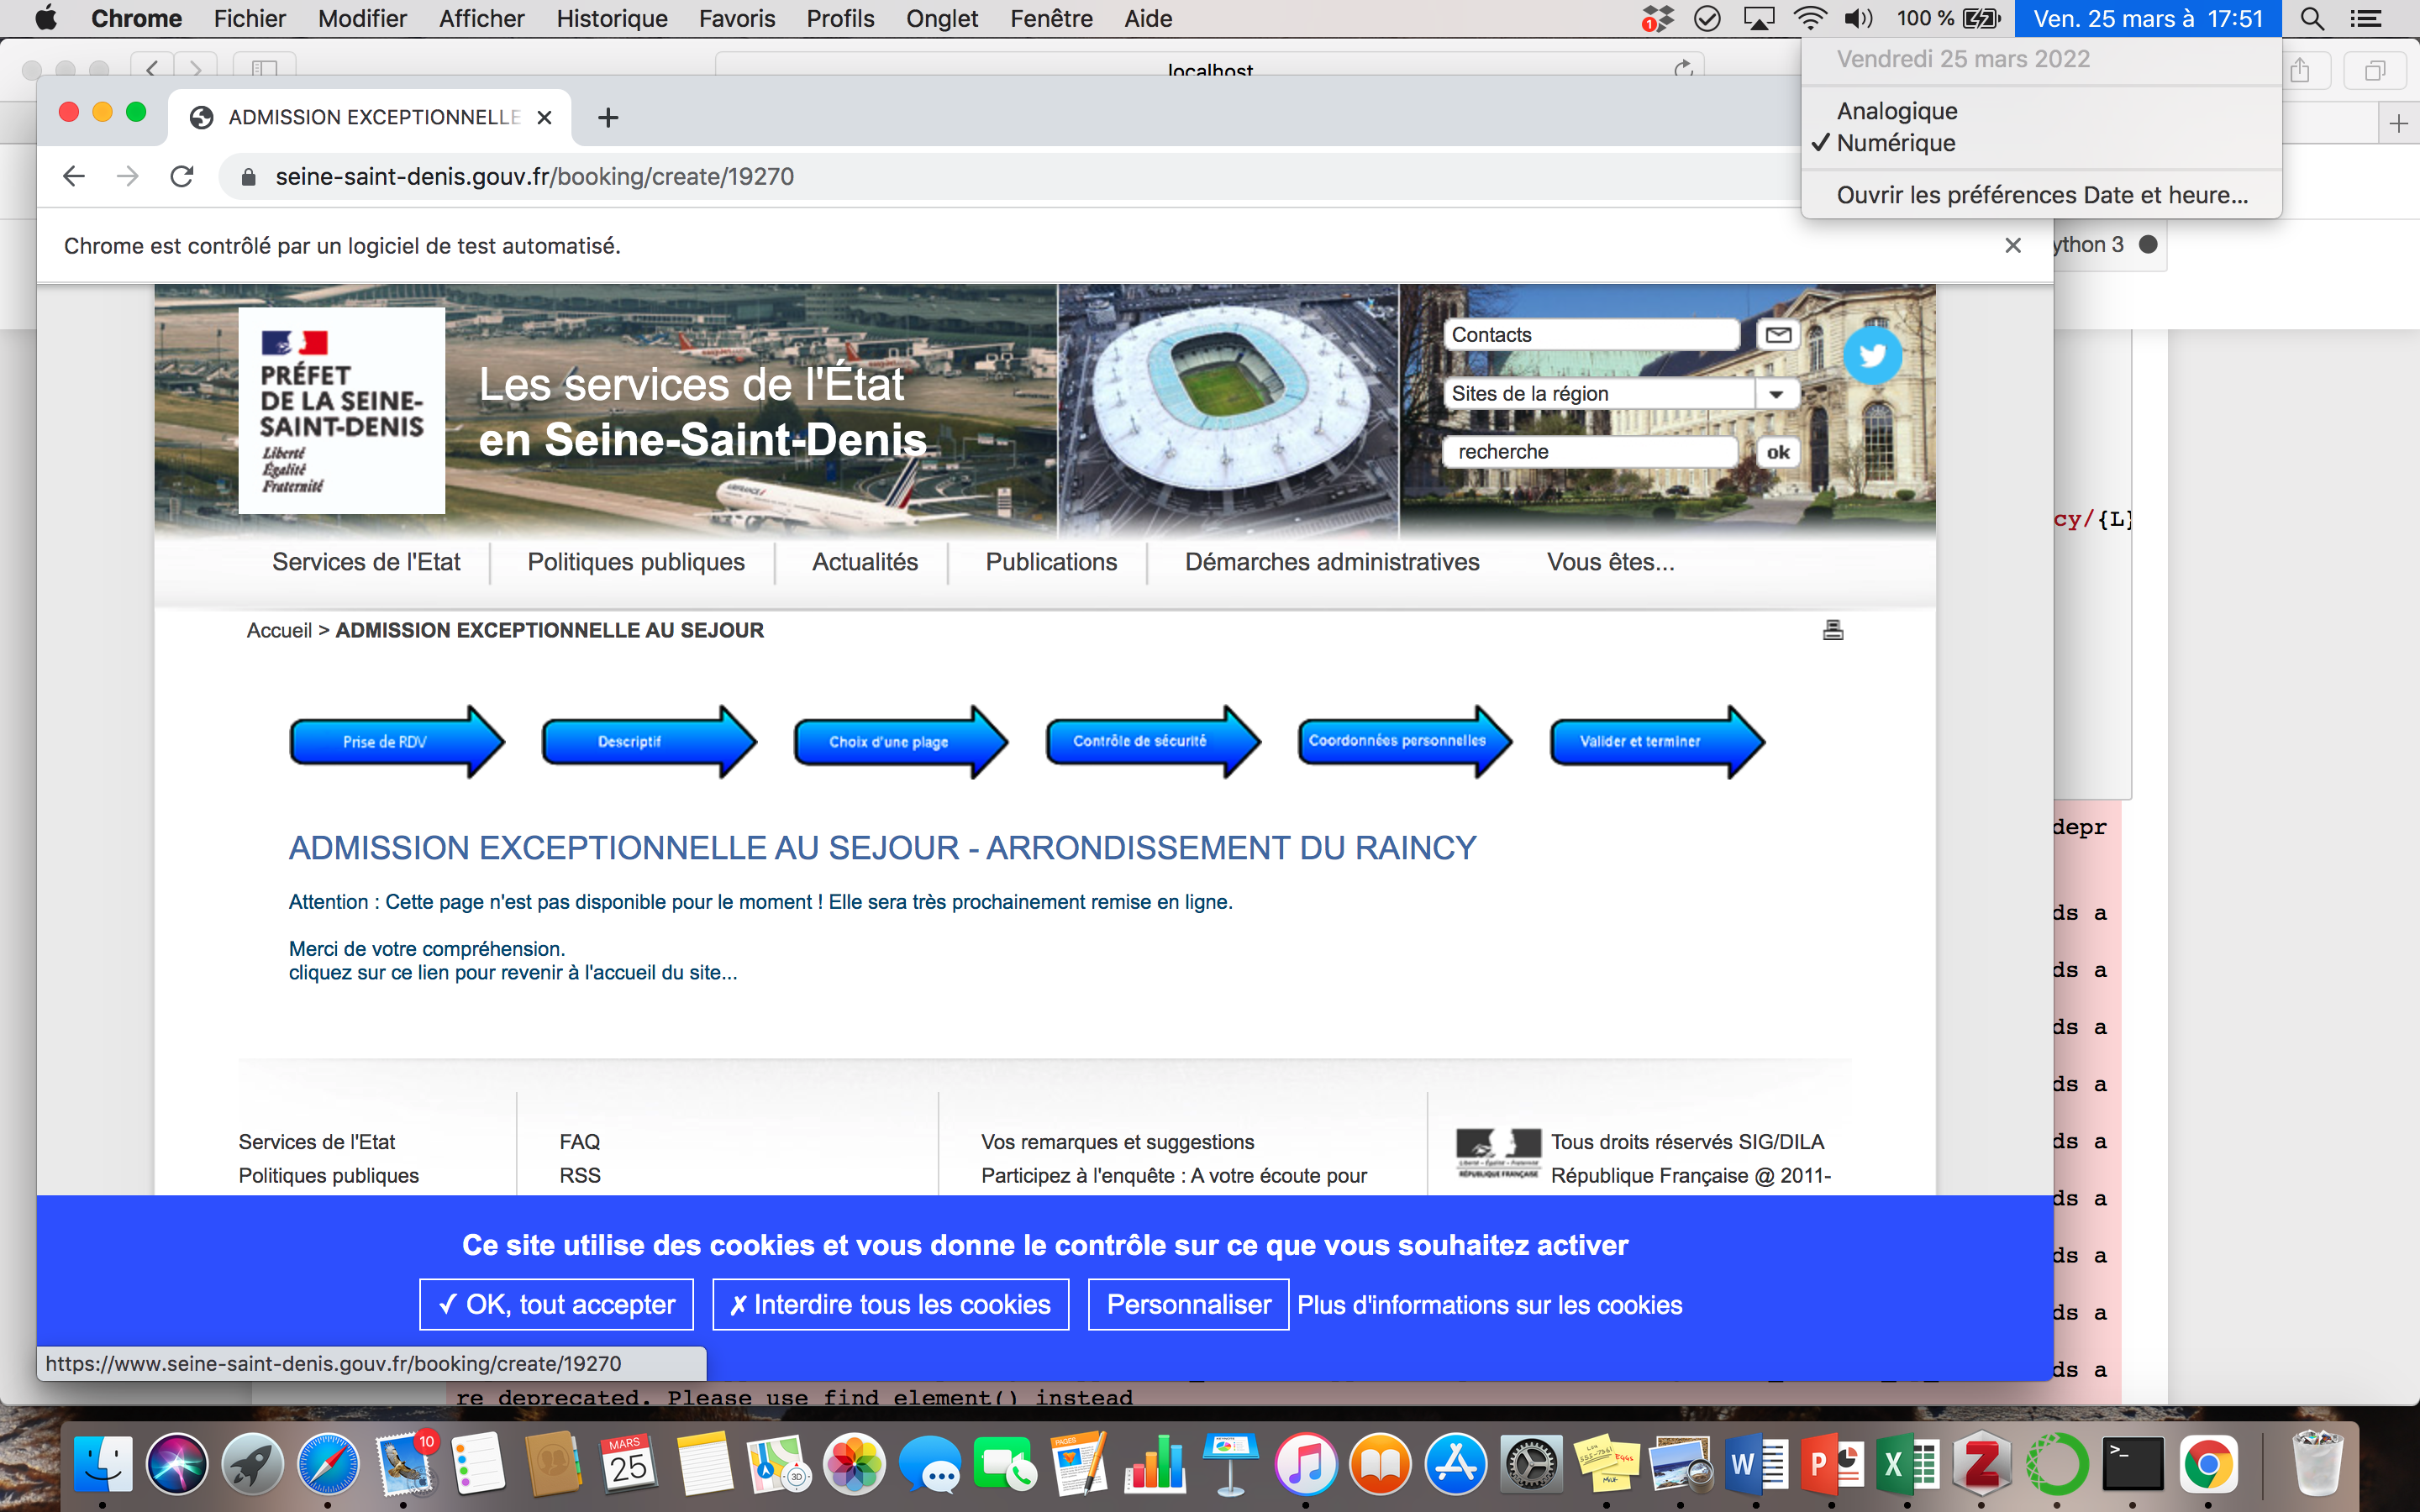 Chrome Fichier Modifier Afficher Historique Favoris Profils Onglet Fenêtre Aide
1 100 % Ven. 25 mars à 17:51
Vendredi 25 mars 2022
Analogique
✓ Numérique
Ouvrir les préférences Date et heure...
localhost
ADMISSION EXCEPTIONNELLE
seine-saint-denis.gouv.fr/booking/create/19270
Chrome est contrôlé par un logiciel de test automatisé.
ython 3
PRÉFET
DE LA SEINE-
SAINT-DENIS
Liberté
Égalité
Fraternité
Les services de l'État
en Seine-Saint-Denis
AIRFRANCE
Contacts
Sites de la région
recherche
ok
cy/{L}
Services de l'Etat
Politiques publiques
Actualités
Publications
Démarches administratives
Vous êtes...
Accueil > ADMISSION EXCEPTIONNELLE AU SEJOUR
Prise de RDV
Descriptif
Choix d'une plage
Contrôle de sécurité
Coordonnées personnelles
Valider et terminer
ADMISSION EXCEPTIONNELLE AU SEJOUR - ARRONDISSEMENT DU RAINCY
Attention : Cette page n'est pas disponible pour le moment ! Elle sera très prochainement remise en ligne.
Merci de votre compréhension.
cliquez sur ce lien pour revenir à l'accueil du site...
depr
ds a
ds a
ds a
ds a
ds a
ds a
ds a
ds a
ds a
Services de l'Etat
Politiques publiques
FAQ
RSS
Vos remarques et suggestions
Participez à l'enquête : A votre écoute pour
Liberté • Égalité • Fraternité
RÉPUBLIQUE FRANÇAISE
Tous droits réservés SIG/DILA
République Française @ 2011-
Ce site utilise des cookies et vous donne le contrôle sur ce que vous souhaitez activer
✓ OK, tout accepter
✗ Interdire tous les cookies
Personnaliser
Plus d'informations sur les cookies
https://www.seine-saint-denis.gouv.fr/booking/create/19270
re deprecated. Please use find_element() instead
10
MARS
25
3D
PAGES
W
P
X
Z
>_